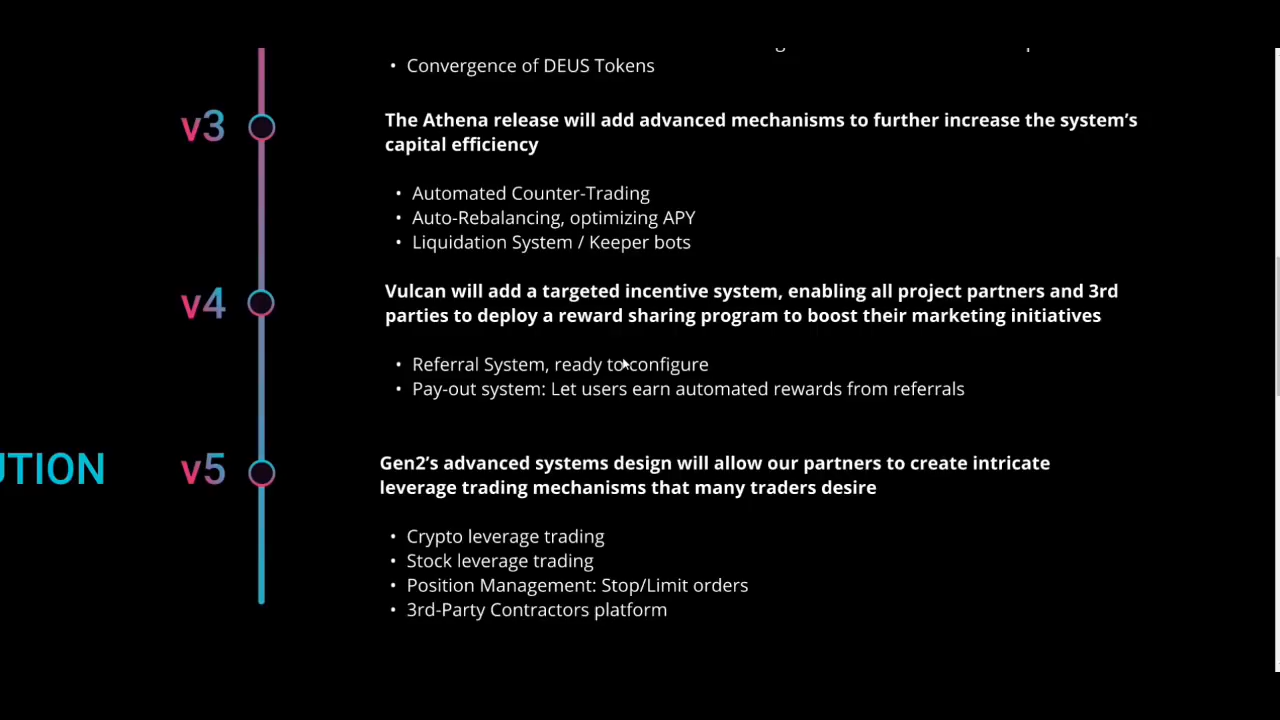 • Convergence of DEUS Tokens
v3
The Athena release will add advanced mechanisms to further increase the system’s
capital efficiency
• Automated Counter-Trading
• Auto-Rebalancing, optimizing APY
• Liquidation System / Keeper bots
v4
Vulcan will add a targeted incentive system, enabling all project partners and 3rd
parties to deploy a reward sharing program to boost their marketing initiatives
• Referral System, ready to configure
• Pay-out system: Let users earn automated rewards from referrals
UTION
v5
Gen2’s advanced systems design will allow our partners to create intricate
leverage trading mechanisms that many traders desire
• Crypto leverage trading
• Stock leverage trading
• Position Management: Stop/Limit orders
• 3rd-Party Contractors platform